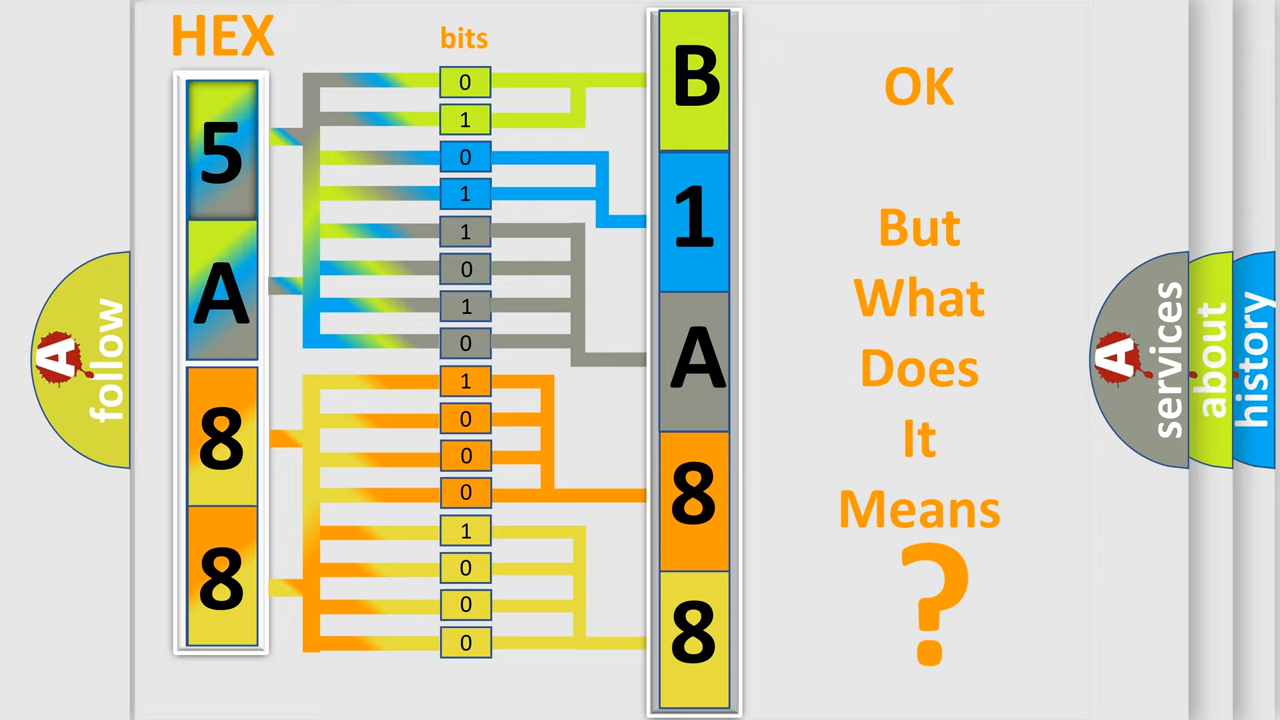 HEX
bits
5
A
8
8
0
1
0
1
1
0
1
0
1
0
0
0
1
0
0
0
B
1
A
8
8
OK
But
What
Does
It
Means
?
A
follow
A
services
about
history